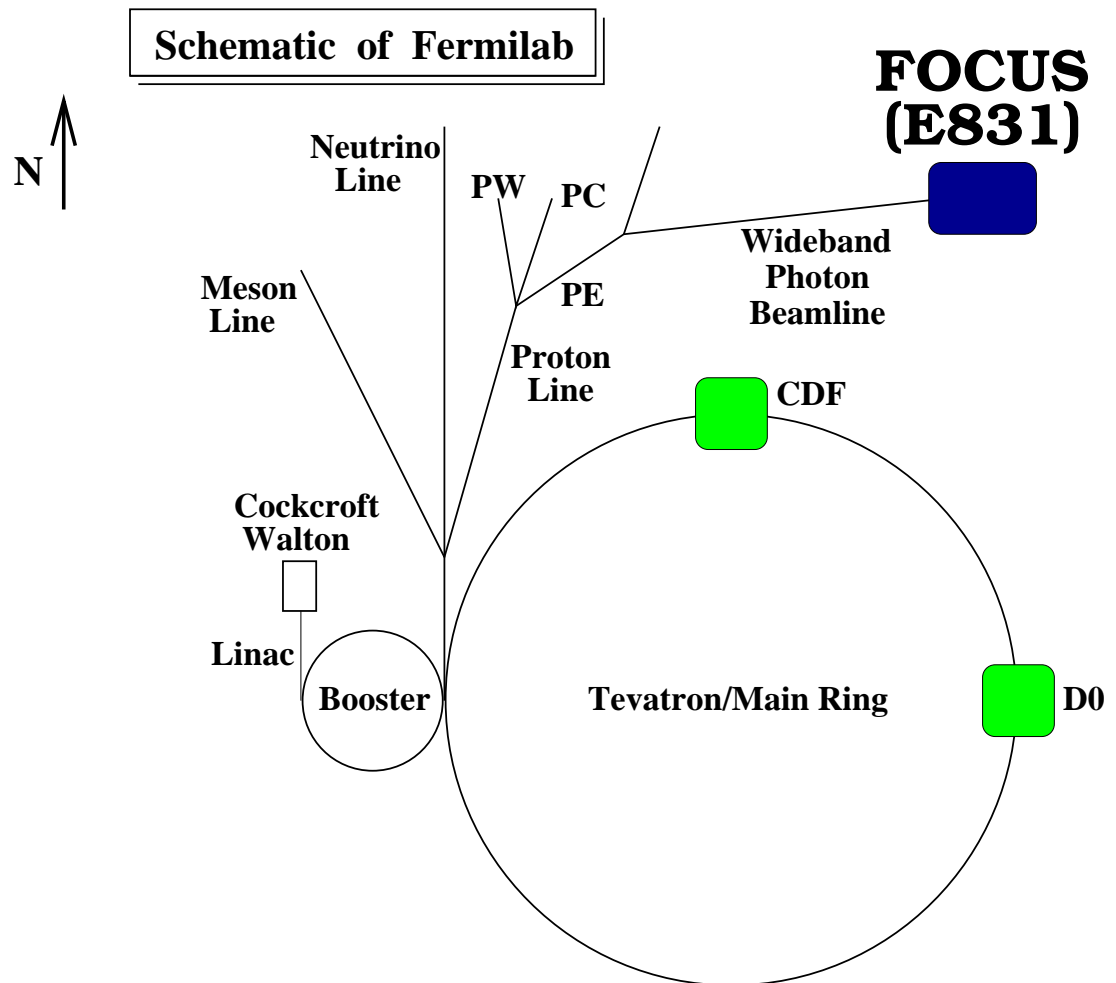 Schematic of Fermilab
FOCUS
(E831)
N
Neutrino
Line
PW
PC
Wideband
Photon
Beamline
Meson
Line
PE
Proton
Line
CDF
Cockcroft
Walton
Linac
Booster
Tevatron/Main Ring
D0